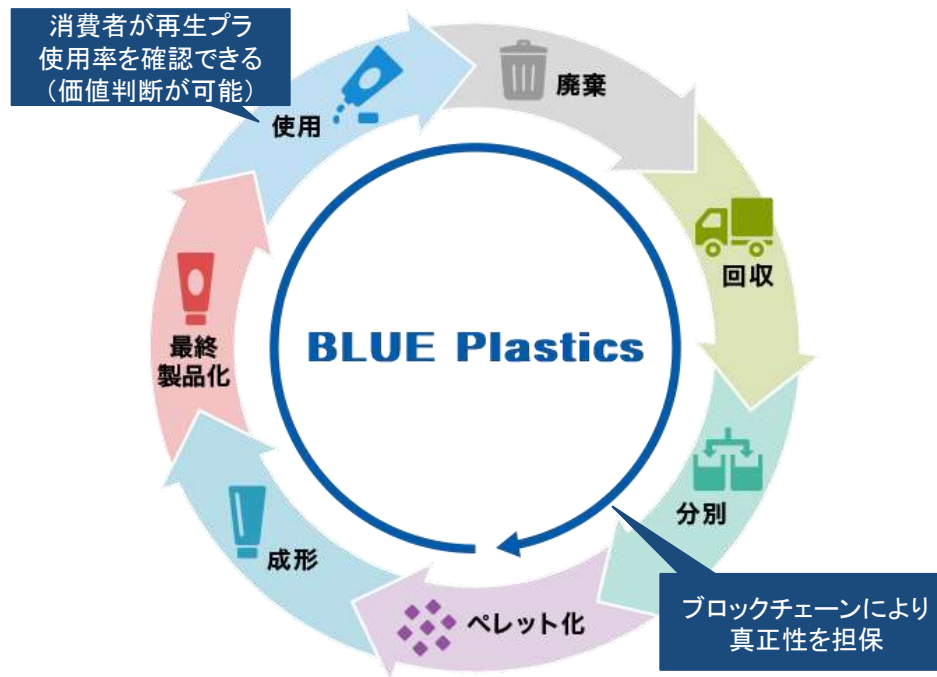 消費者が再生プラ
使用率を確認できる
（価値判断が可能）
使用
廃棄
回収
分別
ペレット化
成形
最終
製品化
BLUE Plastics
ブロックチェーンにより
真正性を担保